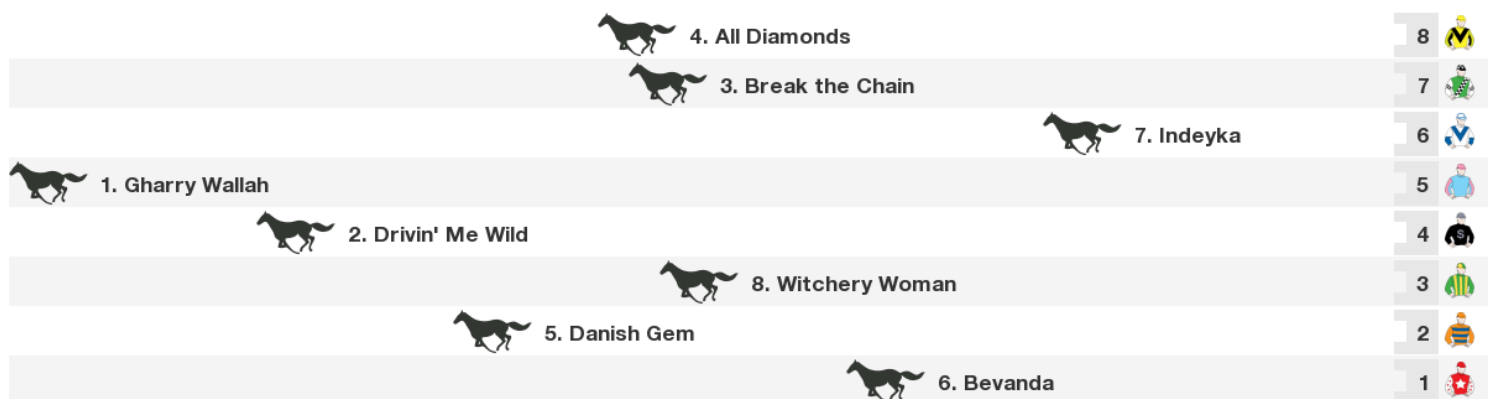 4. All Diamonds 8
3. Break the Chain 7
7. Indeyka 6
1. Gharry Wallah 5
2. Drivin' Me Wild 4
S
8. Witchery Woman 3
5. Danish Gem 2
6. Bevanda 1